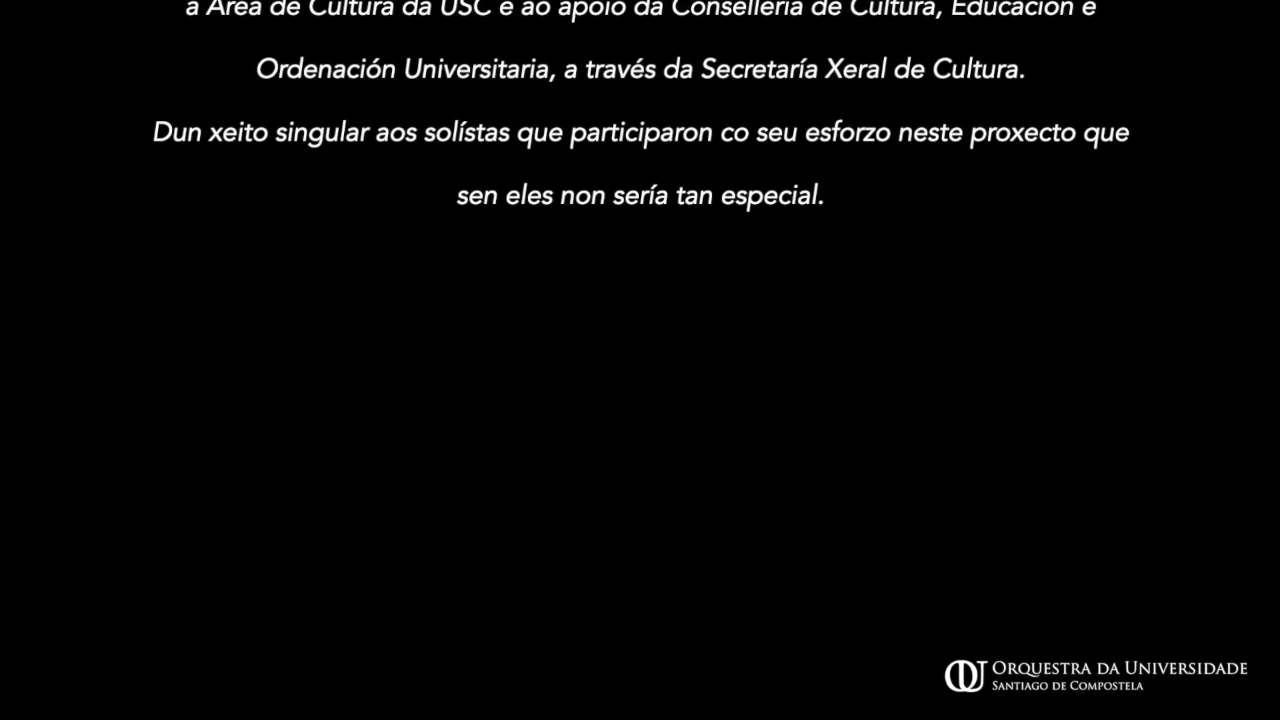 á Área de Cultura da USC e ao apoio da Consellería de Cultura, Educación e
Ordenación Universitaria, a través da Secretaría Xeral de Cultura.
Dun xeito singular aos solístas que participaron co seu esforzo neste proxecto que
sen eles non sería tan especial.
OU ORQUESTRA DA UNIVERSIDADE
SANTIAGO DE COMPOSTELA